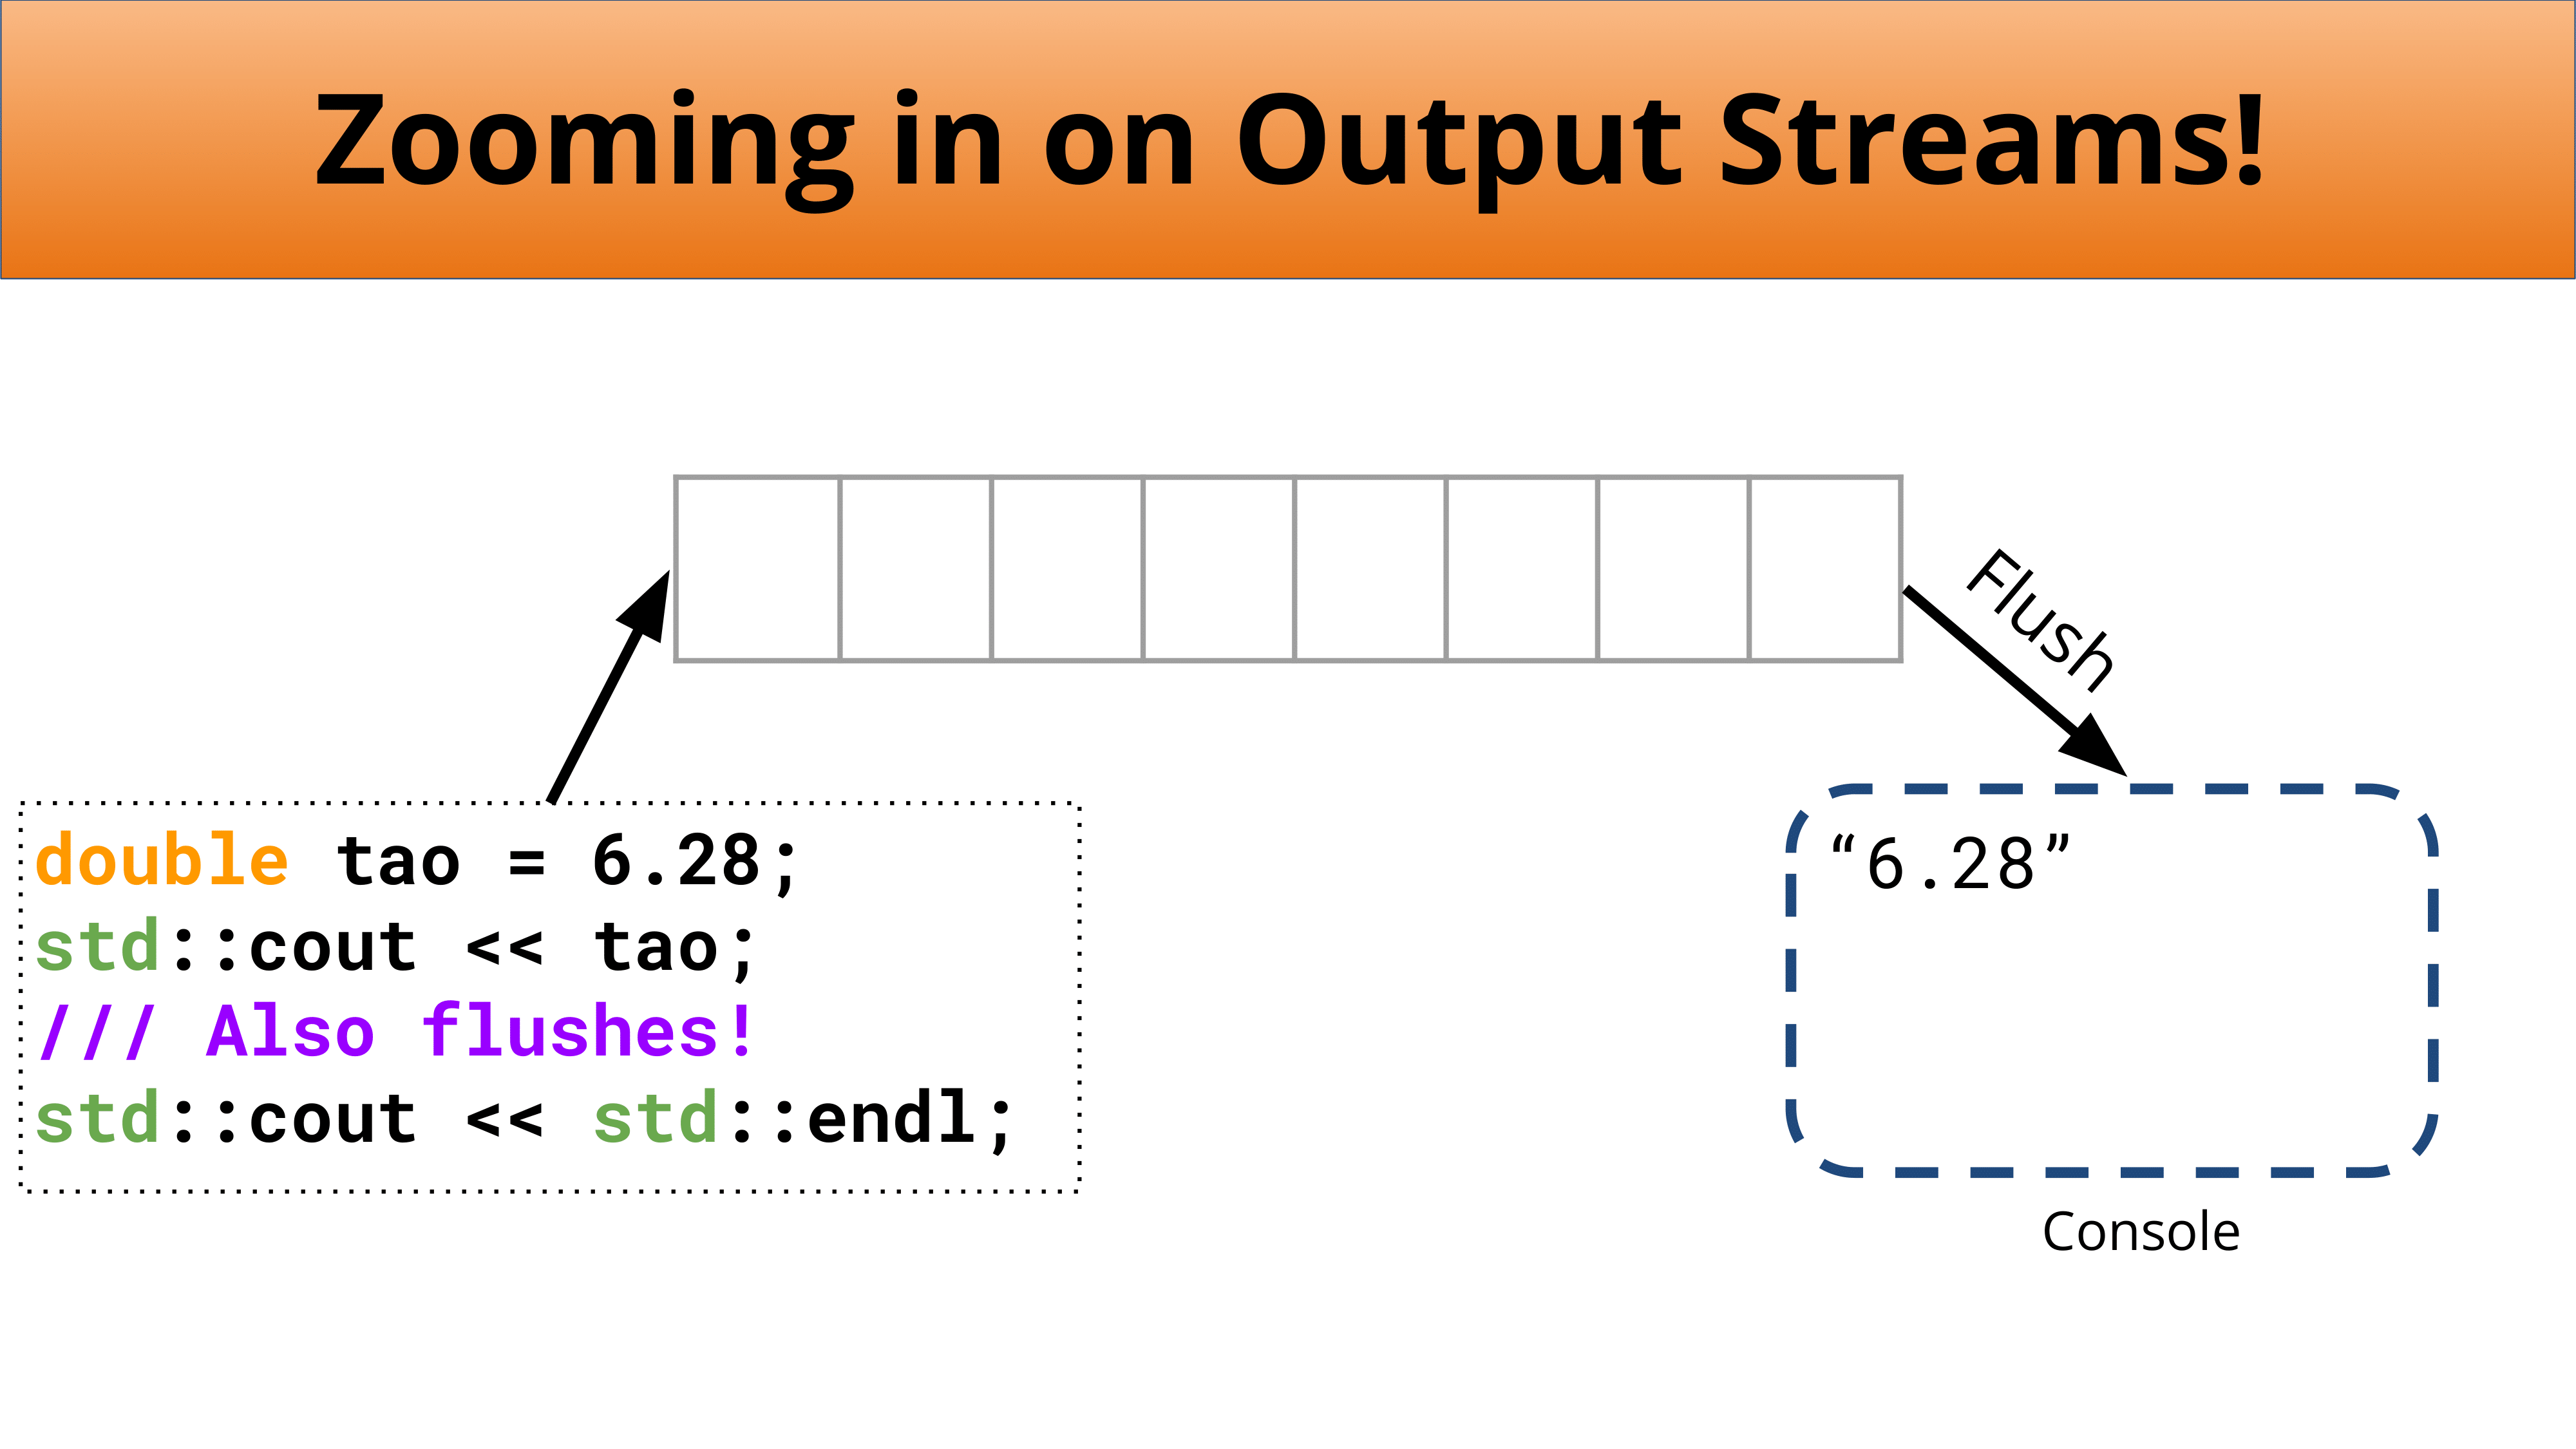 Zooming in on Output Streams!
Flush
double tao = 6.28;
std::cout << tao;
/// Also flushes!
std::cout << std::endl;
“6.28”
Console